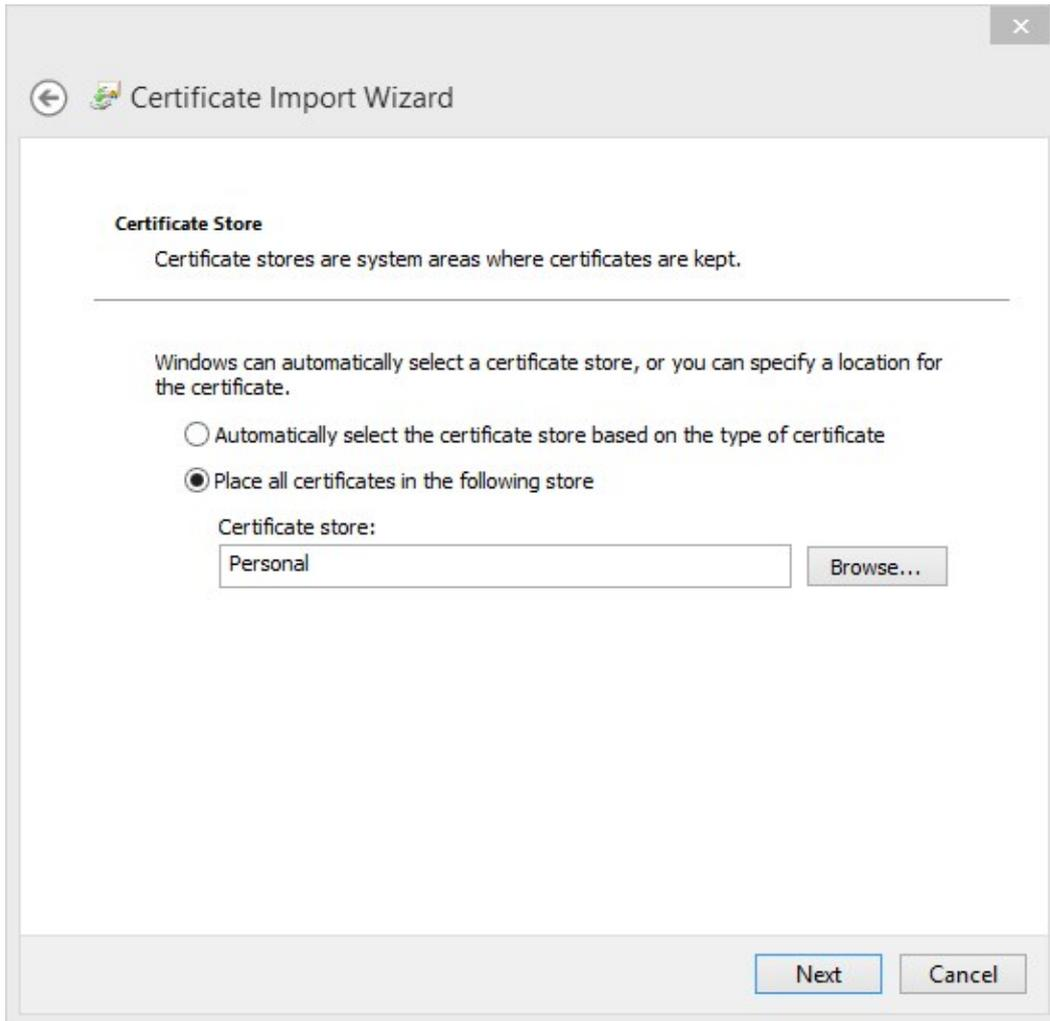 Certificate Import Wizard
Certificate Store
Certificate stores are system areas where certificates are kept.
Windows can automatically select a certificate store, or you can specify a location for
the certificate.
Automatically select the certificate store based on the type of certificate
Place all certificates in the following store
Certificate store:
Personal
Browse...
Next
Cancel